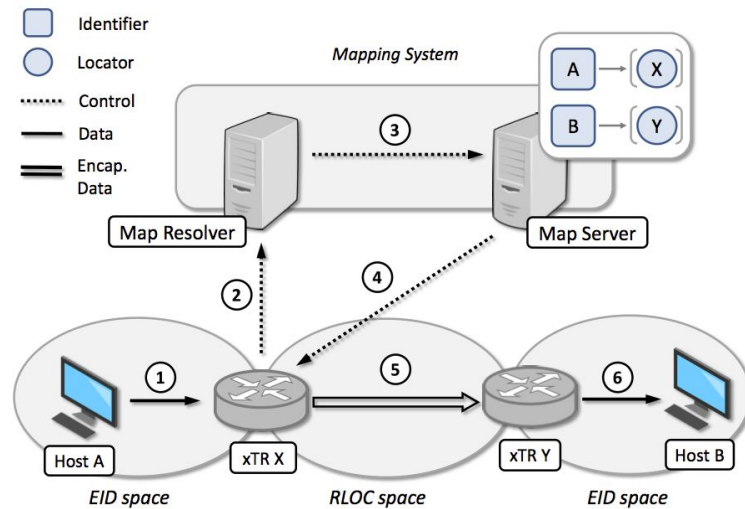 Identifier
Locator
Control
Data
Encap.
Data
Mapping System
A
X
B
Y
3
Map Resolver
Map Server
2
4
1
5
6
Host A
xTR X
xTR Y
Host B
EID space
RLOC space
EID space